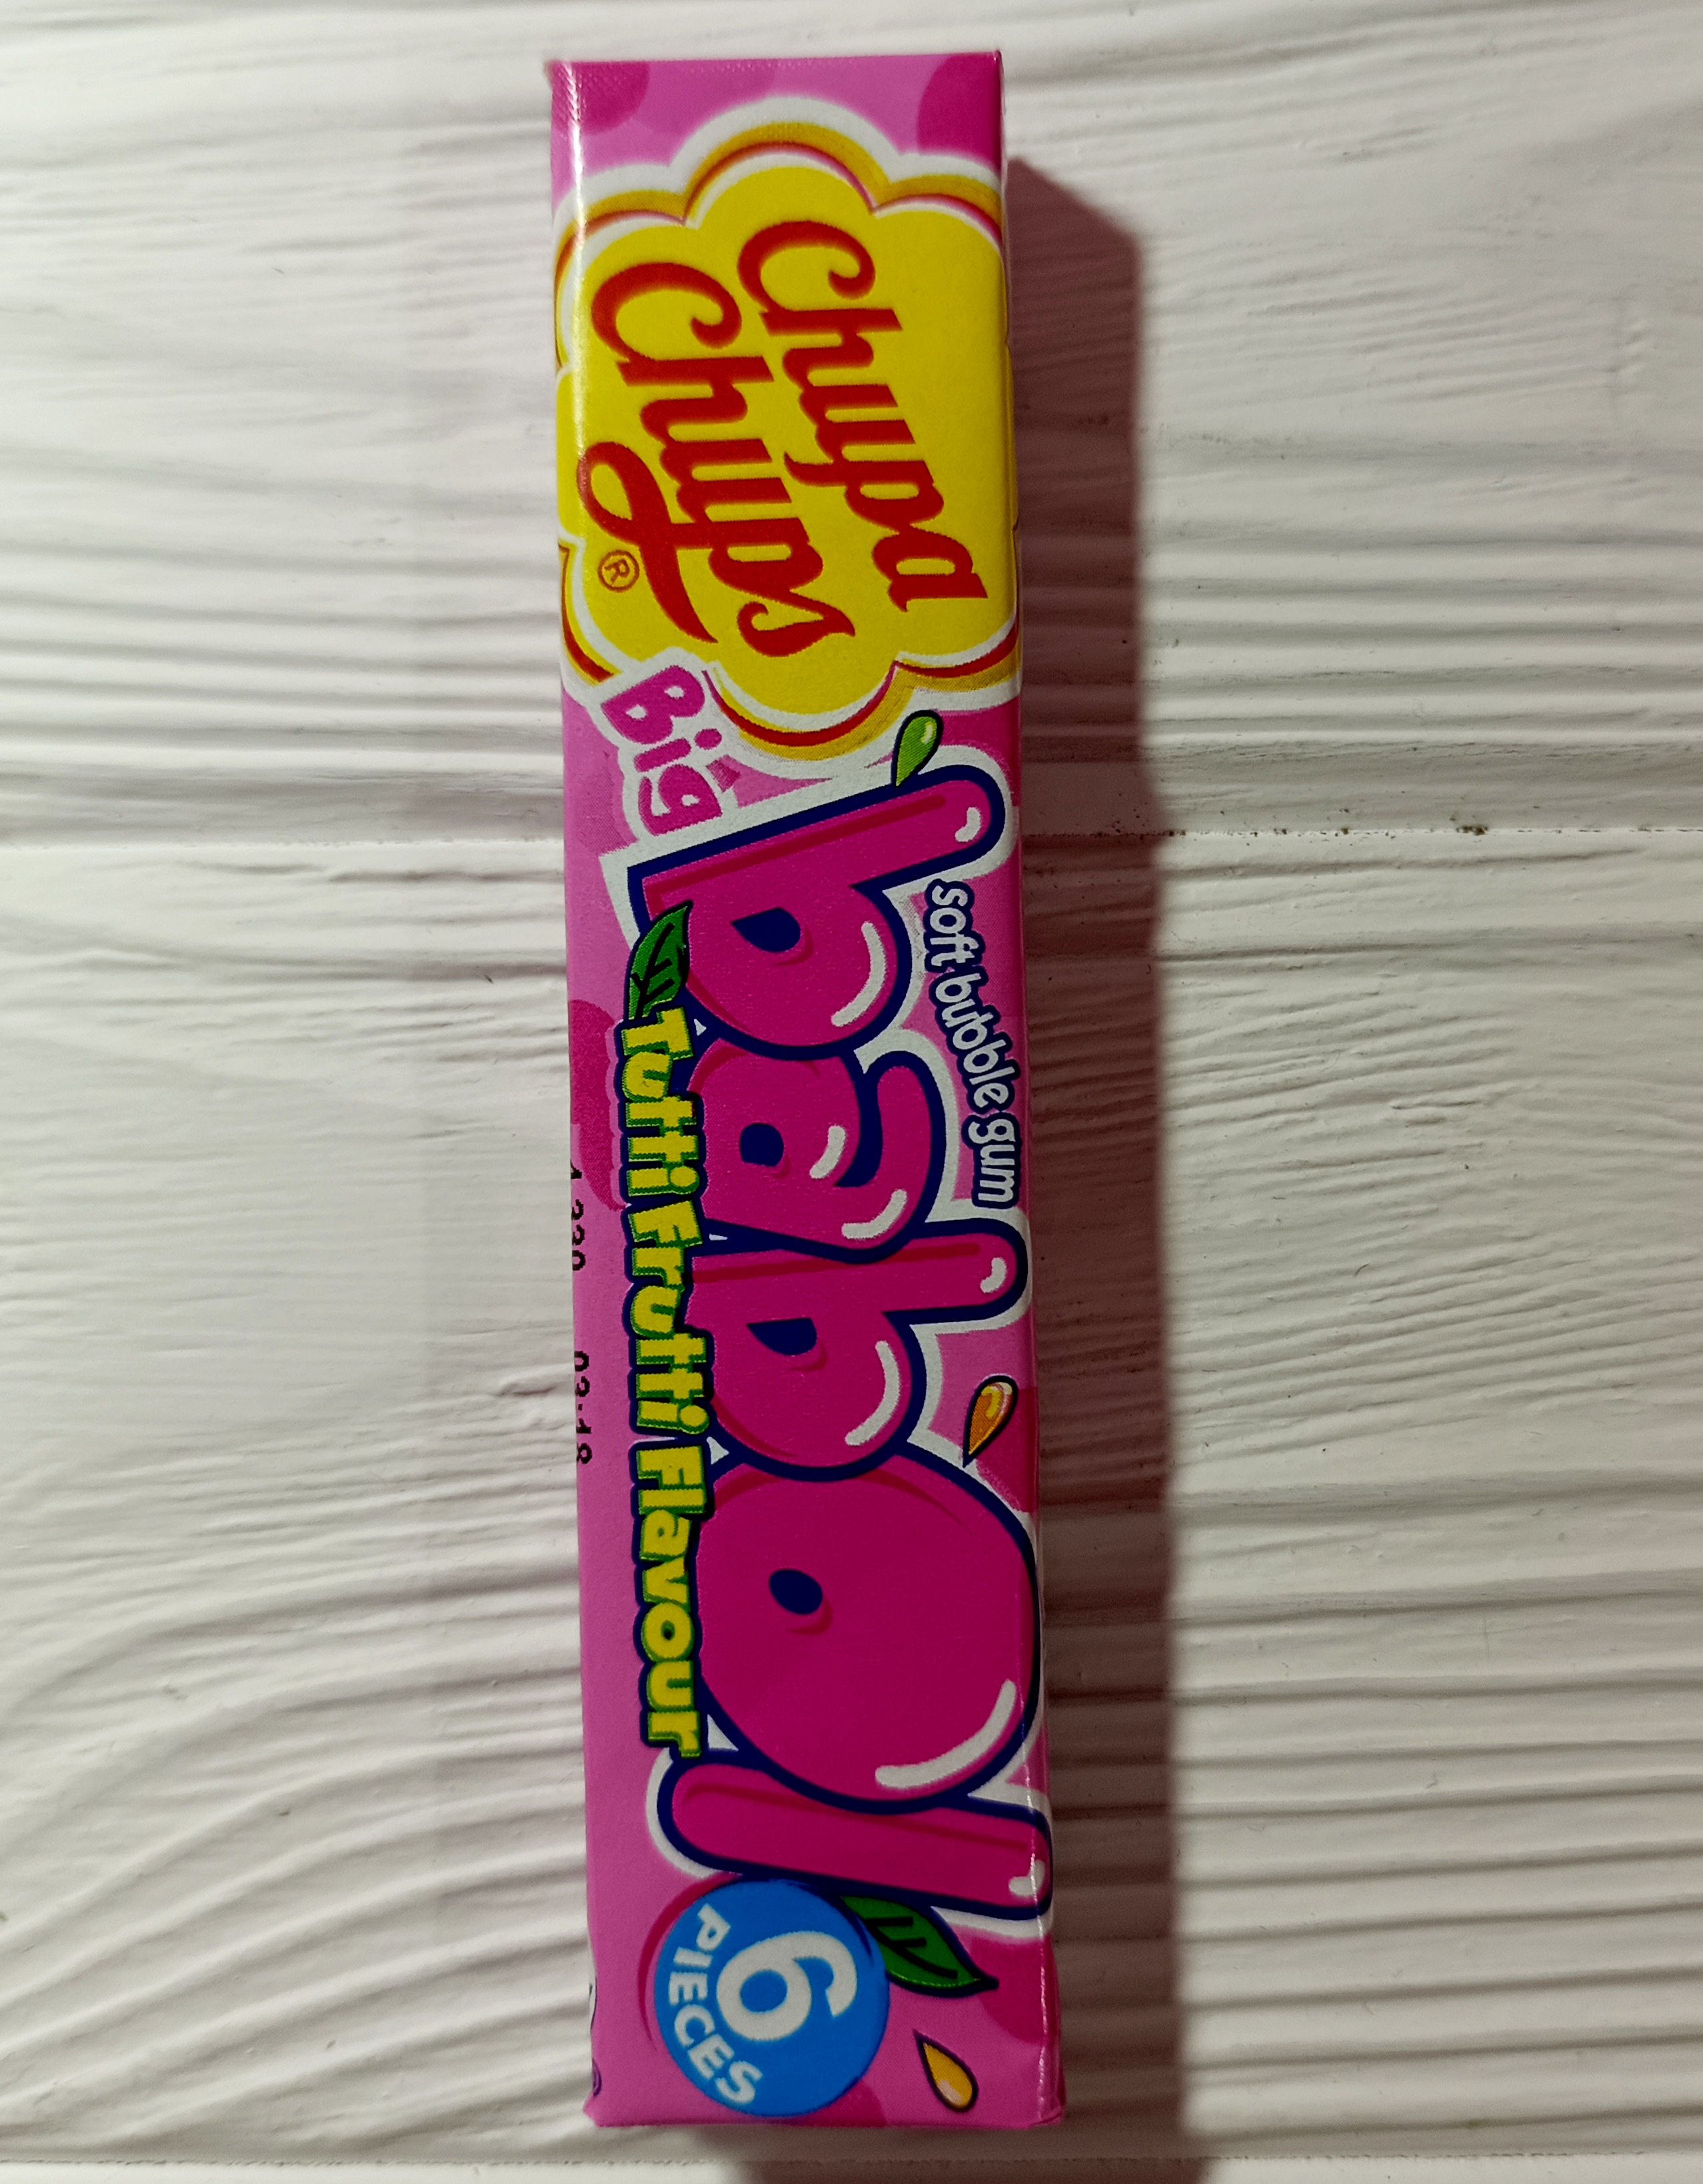 Chupa
Chups
®
Big
babol
soft bubble gum
Tutti Frutti Flavour
6
PIECES